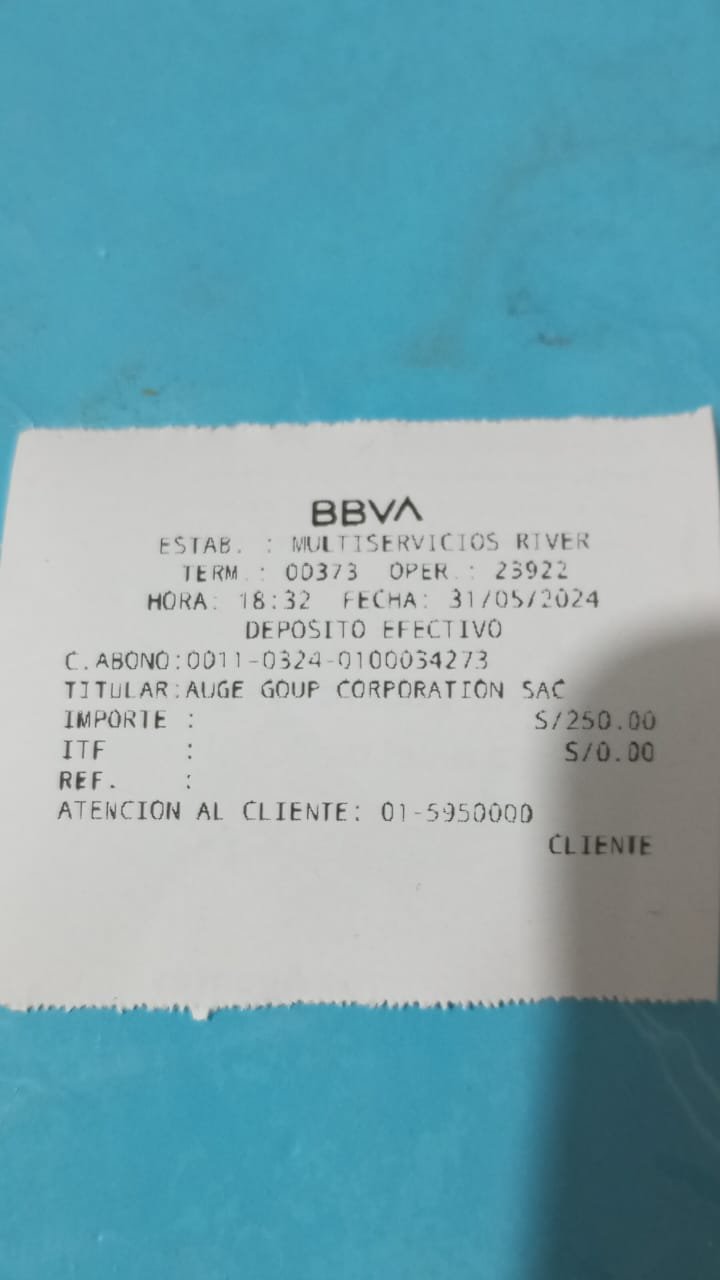 BBVA
ESTAB. : MULTISERVICIOS RIVER
TERM.: 00373 OPER.: 23922
HORA: 18:32 FECHA: 31/05/2024
DEPOSITO EFECTIVO
C.ABONO:0011-0324-0100034273
TITULAR:AUGE GOUP CORPORATION SAC
IMPORTE : S/250.00
ITF : S/0.00
REF. :
ATENCION AL CLIENTE: 01-5950000
CLIENTE